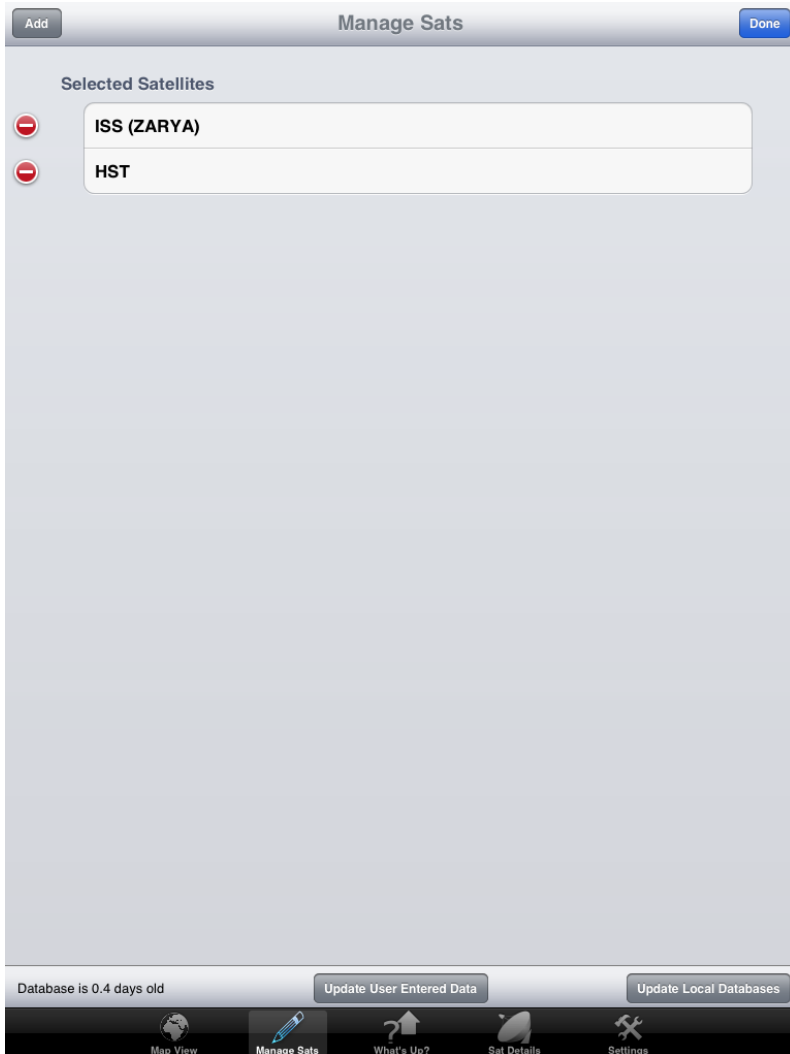 Add Manage Sats Done
Selected Satellites
ISS (ZARYA)
HST
Database is 0.4 days old Update User Entered Data Update Local Databases
Map View Manage Sats What's Up? Sat Details Settings